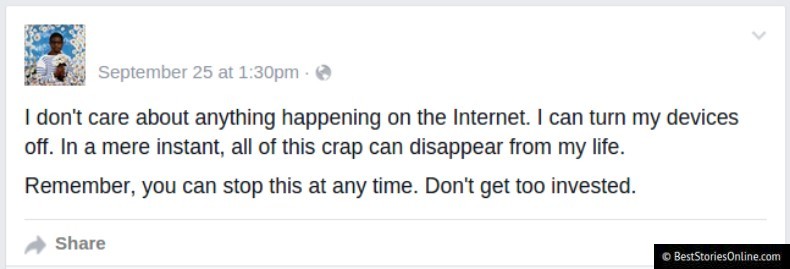 September 25 at 1:30pm ·
I don't care about anything happening on the Internet. I can turn my devices
off. In a mere instant, all of this crap can disappear from my life.
Remember, you can stop this at any time. Don't get too invested.
Share
© BestStoriesOnline.com